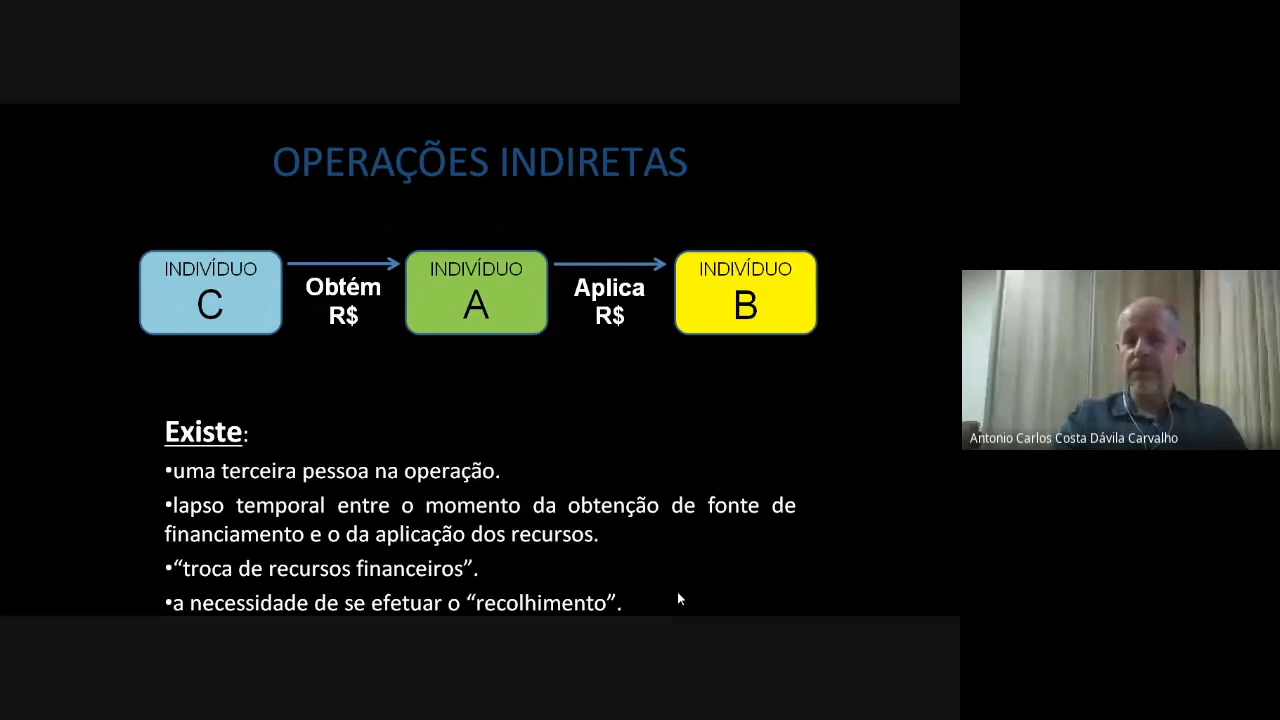 OPERAÇÕES INDIRETAS
INDIVÍDUO
C
Obtém
R$
INDIVÍDUO
A
Aplica
R$
INDIVÍDUO
B
Existe:
•uma terceira pessoa na operação.
•lapso temporal entre o momento da obtenção de fonte de
financiamento e o da aplicação dos recursos.
•“troca de recursos financeiros”.
•a necessidade de se efetuar o “recolhimento”.
Antonio Carlos Costa Dávila Carvalho